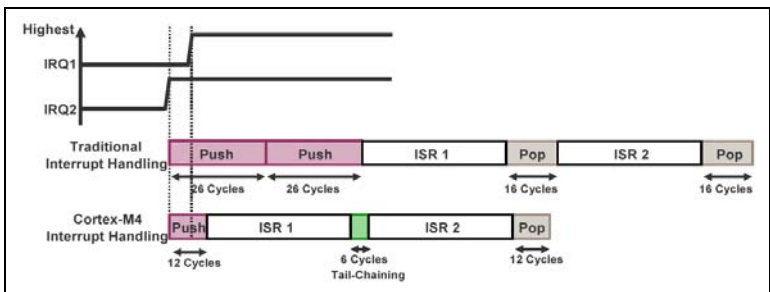 Highest
IRQ1
IRQ2
Traditional
Interrupt Handling
Push Push ISR 1 Pop ISR 2 Pop
26 Cycles 26 Cycles 16 Cycles 16 Cycles
Cortex-M4
Interrupt Handling
Push ISR 1 ISR 2 Pop
12 Cycles 6 Cycles 12 Cycles
Tail-Chaining